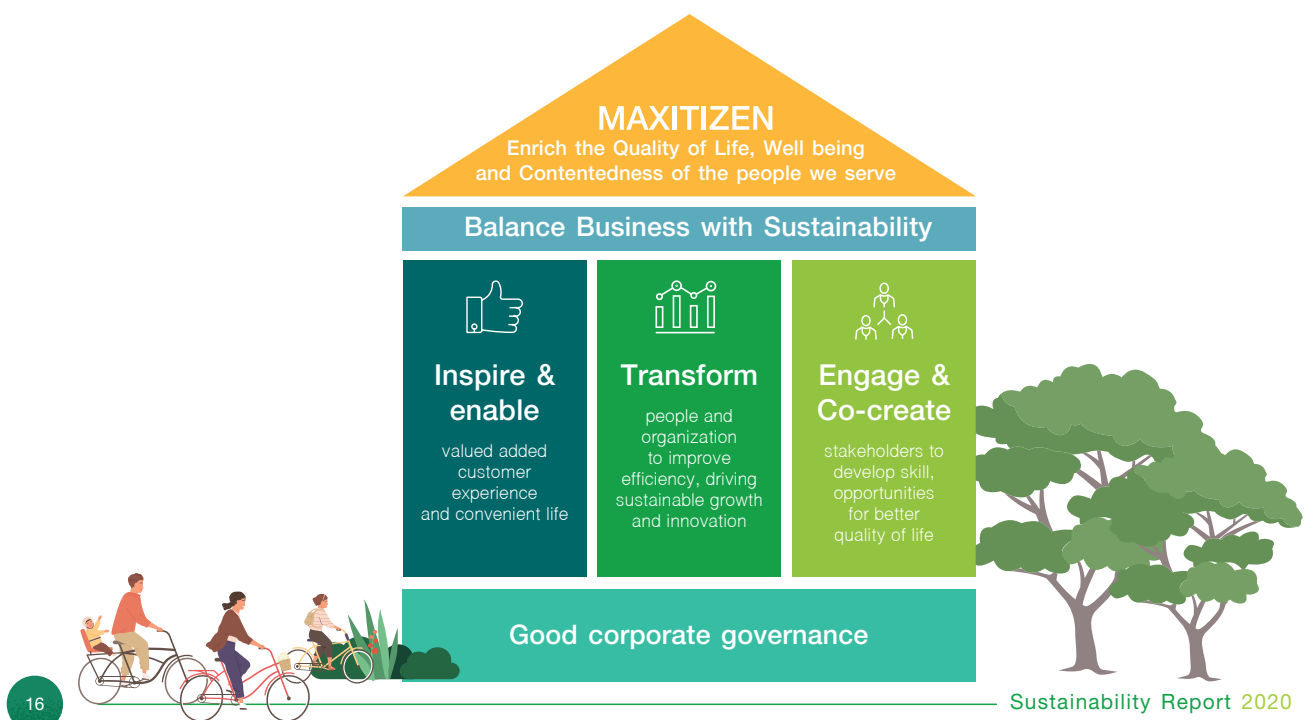 MAXITIZEN
Enrich the Quality of Life, Well being
and Contentedness of the people we serve
Balance Business with Sustainability
Inspire &
enable
valued added
customer
experience
and convenient life
Transform
people and
organization
to improve
efficiency, driving
sustainable growth
and innovation
Engage &
Co-create
stakeholders to
develop skill,
opportunities
for better
quality of life
Good corporate governance
16
Sustainability Report 2020